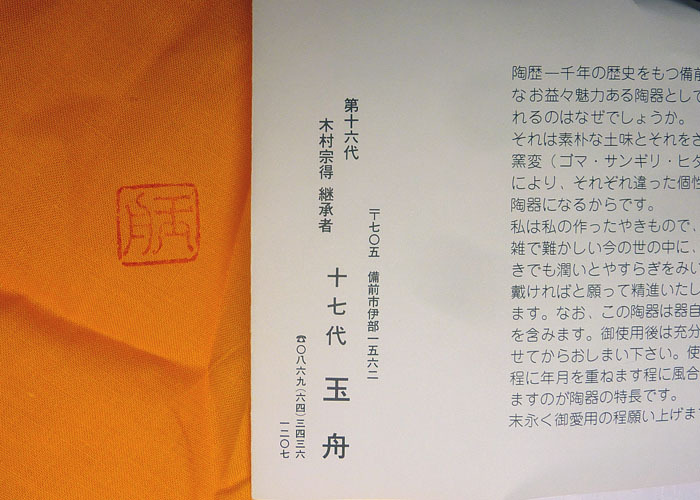 陶歴一千年の歴史をもつ備前
なお益々魅力ある陶器として
れるのはなぜでしょうか。
それは素朴な土味とそれをさ
窯変（ゴマ・サンギリ・ヒダ
により、それぞれ違った個性
陶器になるからです。
私は私の作ったやきもので、
雑で難かしい今の世の中に、
きでも潤いとやすらぎをみい
戴ければと願って精進いたし
ます。なお、この陶器は器自
を含みます。御使用後は充分
せてからおしまい下さい。使
程に年月を重ねます程に風合
ますのが陶器の特長です。
末永く御愛用の程願い上げま
〒七〇五 備前市伊部一五六二
第十六代
木村宗得 継承者
十七代 玉舟
☎〇八六九(六四)三四三六
一二〇七